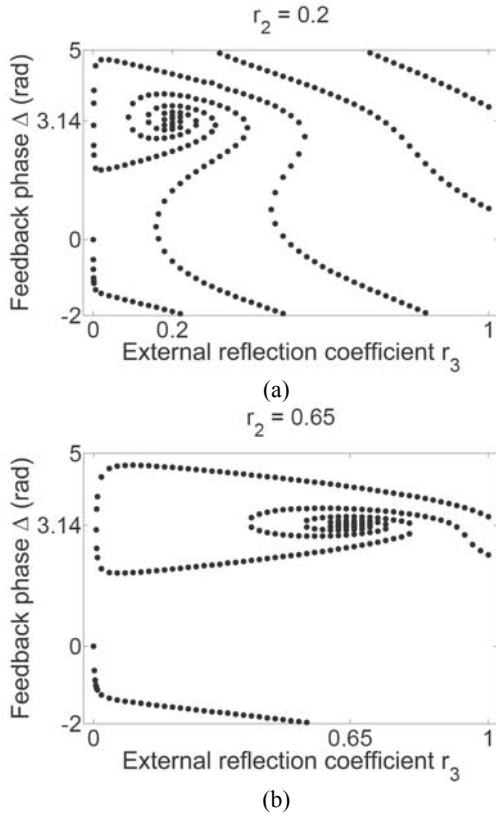 r2 = 0.2
5
3.14
0
-2
Feedback phase Δ (rad)
0
0.2
1
External reflection coefficient r3
(a)
r2 = 0.65
5
3.14
0
-2
Feedback phase Δ (rad)
0
0.65
1
External reflection coefficient r3
(b)